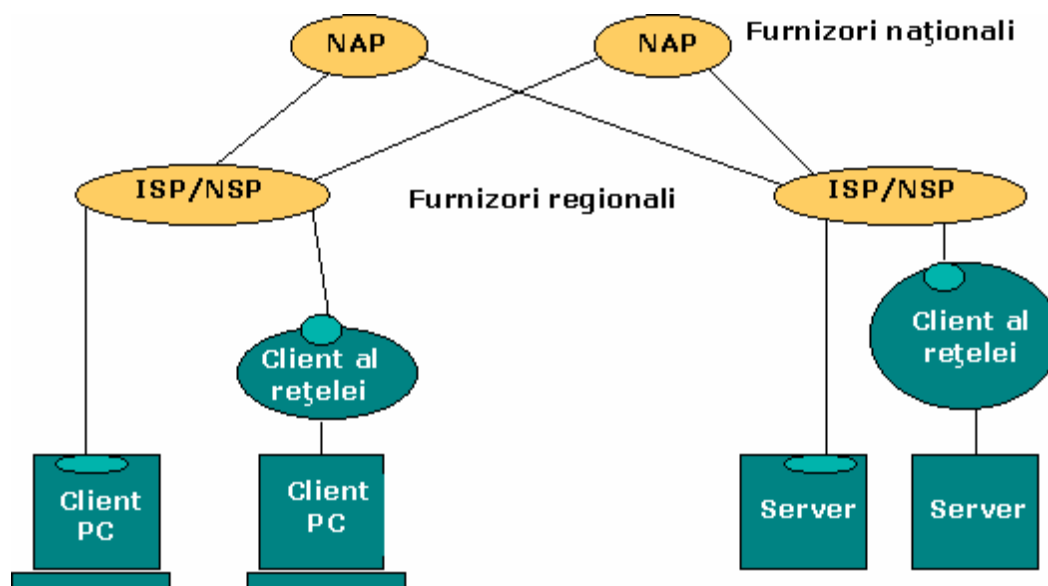 NAP
NAP
Furnizori naţionali
ISP/NSP
Furnizori regionali
ISP/NSP
Client al
reţelei
Client al
reţelei
Client
PC
Client
PC
Server
Server